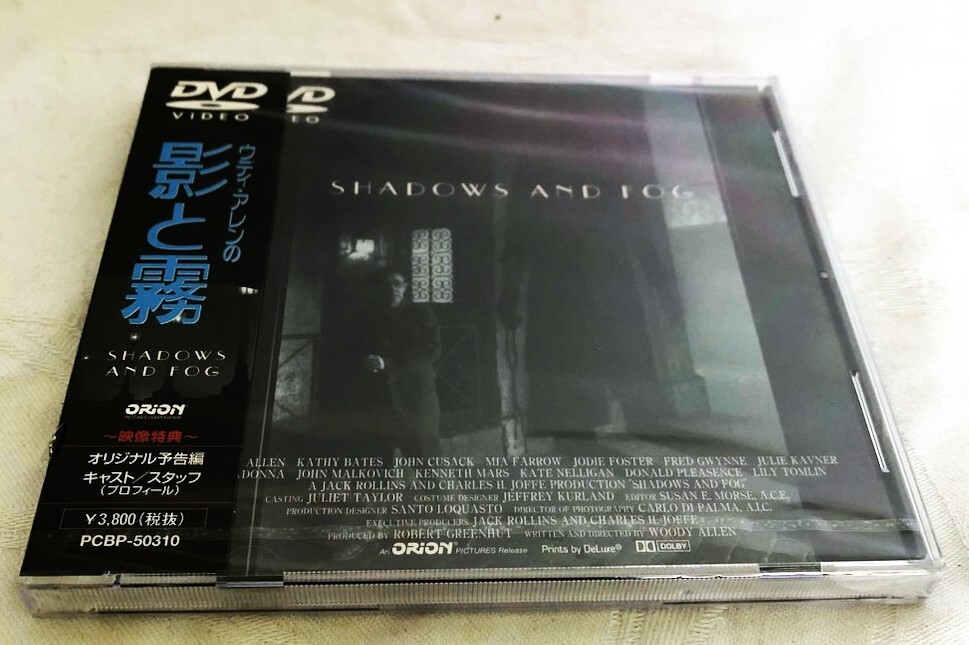 DVD
VIDEO
ウディ・アレンの
影と霧
SHADOWS
AND FOG
ORION
～映像特典～
オリジナル予告編
キャスト／スタッフ
（プロフィール）
￥3,800（税抜）
PCBP-50310
VD
EO
SHADOWS AND FOG
ALLEN KATHY BATES JOHN CUSACK MIA FARROW JODIE FOSTER FRED GWYNNE JULIE KAVNER
ADONNA JOHN MALKOVICH KENNETH MARS KATE NELLIGAN DONALD PLEASENCE LILY TOMLIN
A JACK ROLLINS AND CHARLES H. JOFFE PRODUCTION "SHADOWS AND FOG"
CASTING JULIET TAYLOR COSTUME DESIGNER JEFFREY KURLAND EDITOR SUSAN E. MORSE, A.C.E.
PRODUCTION DESIGNER SANTO LOQUASTO DIRECTOR OF PHOTOGRAPHY CARLO DI PALMA, A.I.C.
EXECUTIVE PRODUCERS JACK ROLLINS AND CHARLES H. JOFFE
PRODUCED BY ROBERT GREENHUT WRITTEN AND DIRECTED BY WOODY ALLEN
An ORION PICTURES Release Prints by DeLuxe® DOLBY